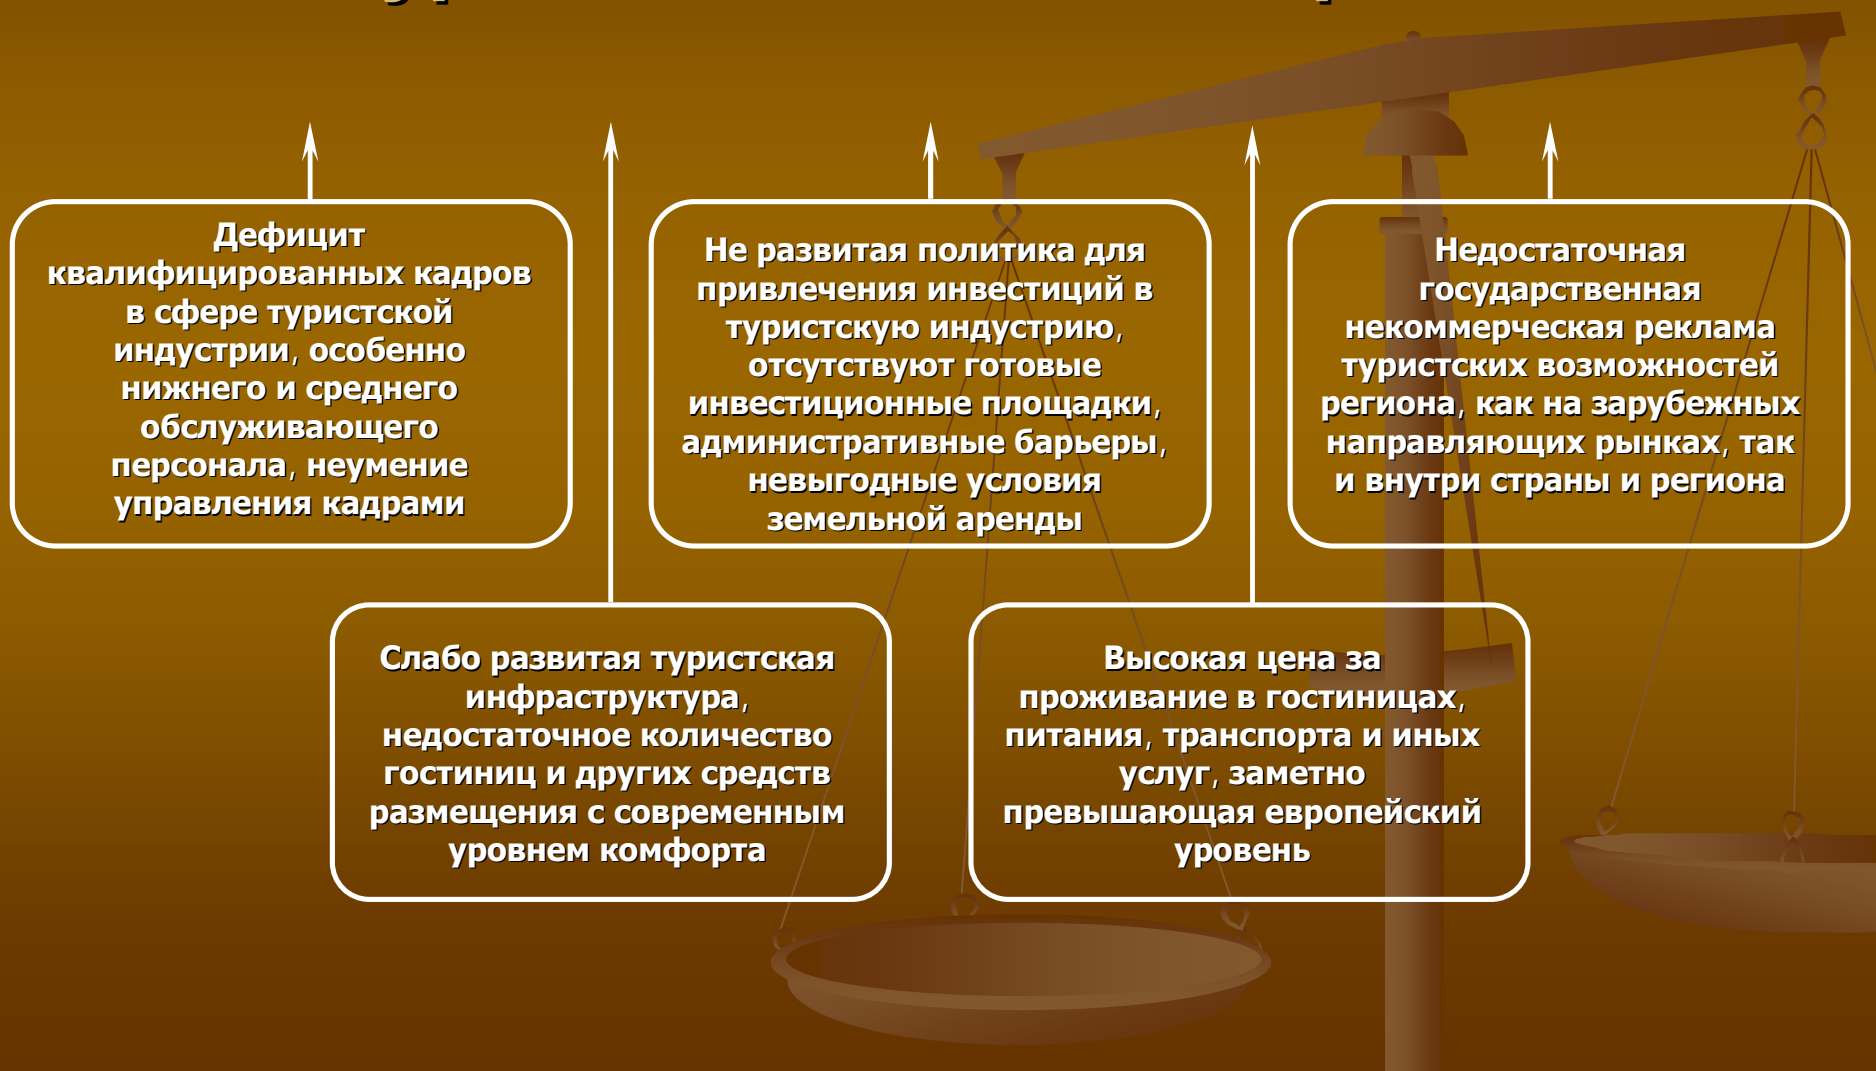 Дефицит
квалифицированных кадров
в сфере туристской
индустрии, особенно
нижнего и среднего
обслуживающего
персонала, неумение
управления кадрами
Не развитая политика для
привлечения инвестиций в
туристскую индустрию,
отсутствуют готовые
инвестиционные площадки,
административные барьеры,
невыгодные условия
земельной аренды
Недостаточная
государственная
некоммерческая реклама
туристских возможностей
региона, как на зарубежных
направляющих рынках, так
и внутри страны и региона
Слабо развитая туристская
инфраструктура,
недостаточное количество
гостиниц и других средств
размещения с современным
уровнем комфорта
Высокая цена за
проживание в гостиницах,
питания, транспорта и иных
услуг, заметно
превышающая европейский
уровень